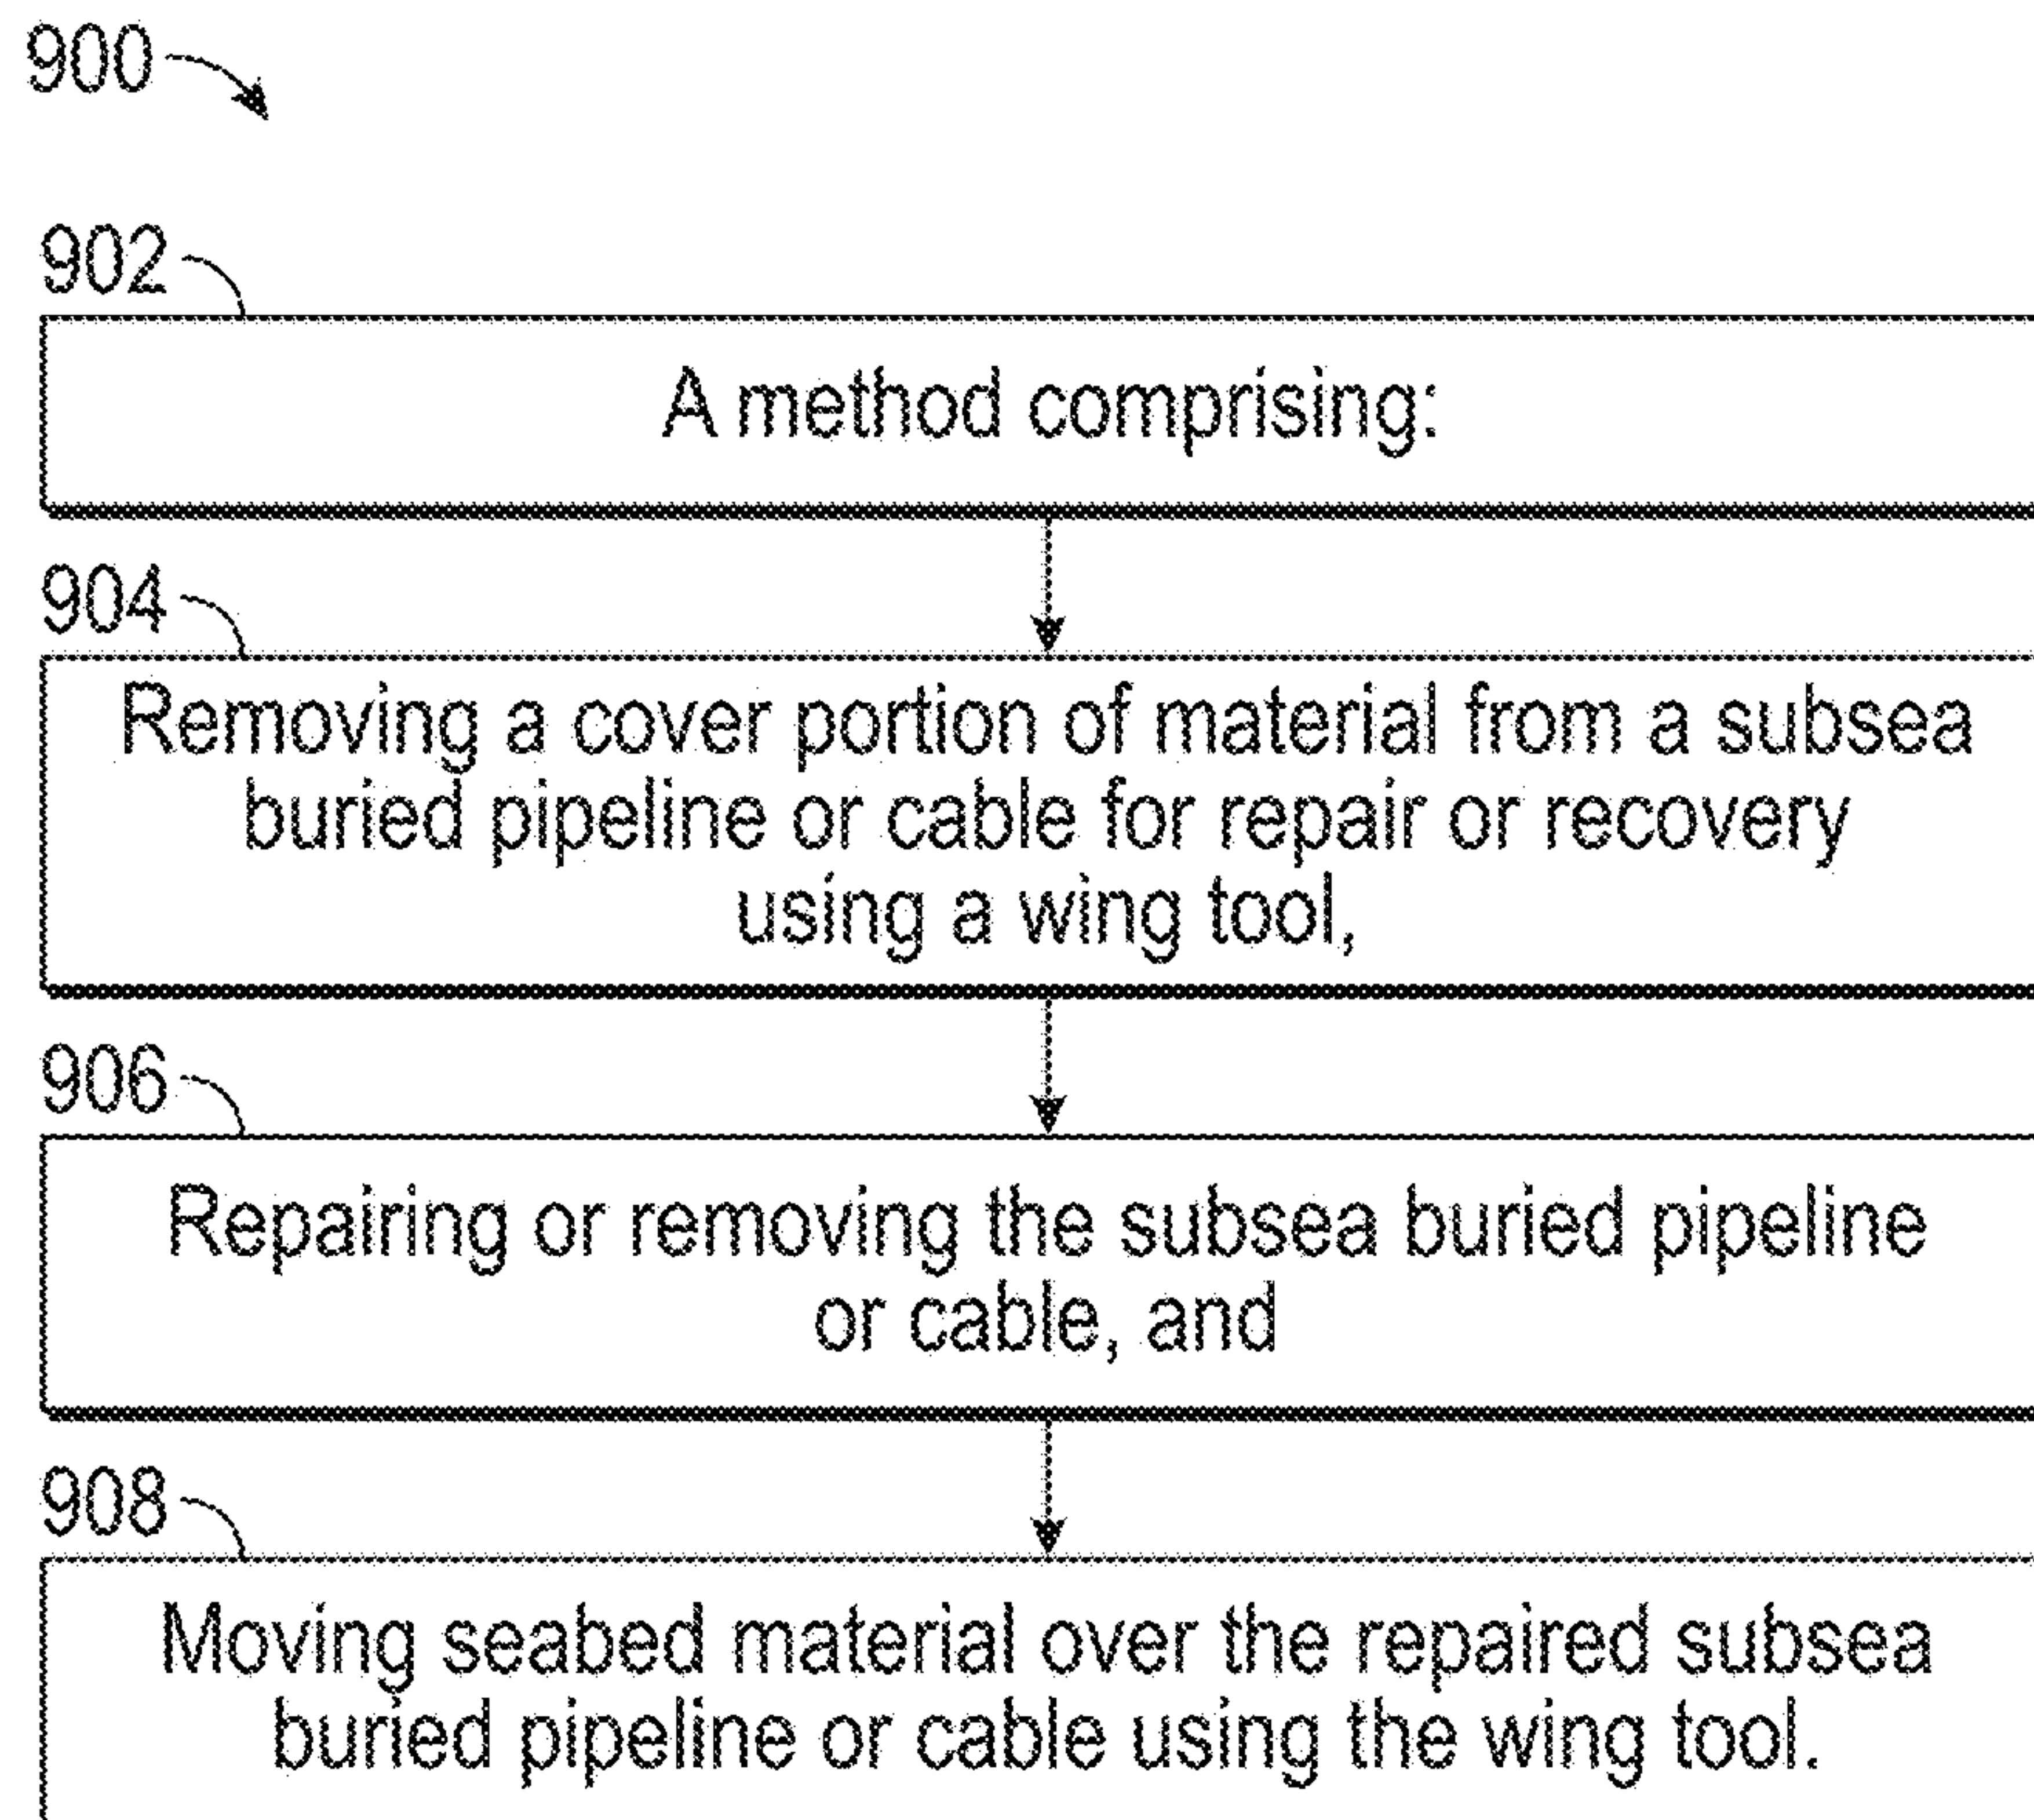 900
902
A method comprising:
904
Removing a cover portion of material from a subsea
buried pipeline or cable for repair or recovery
using a wing tool,
906
Repairing or removing the subsea buried pipeline
or cable, and
908
Moving seabed material over the repaired subsea
buried pipeline or cable using the wing tool.